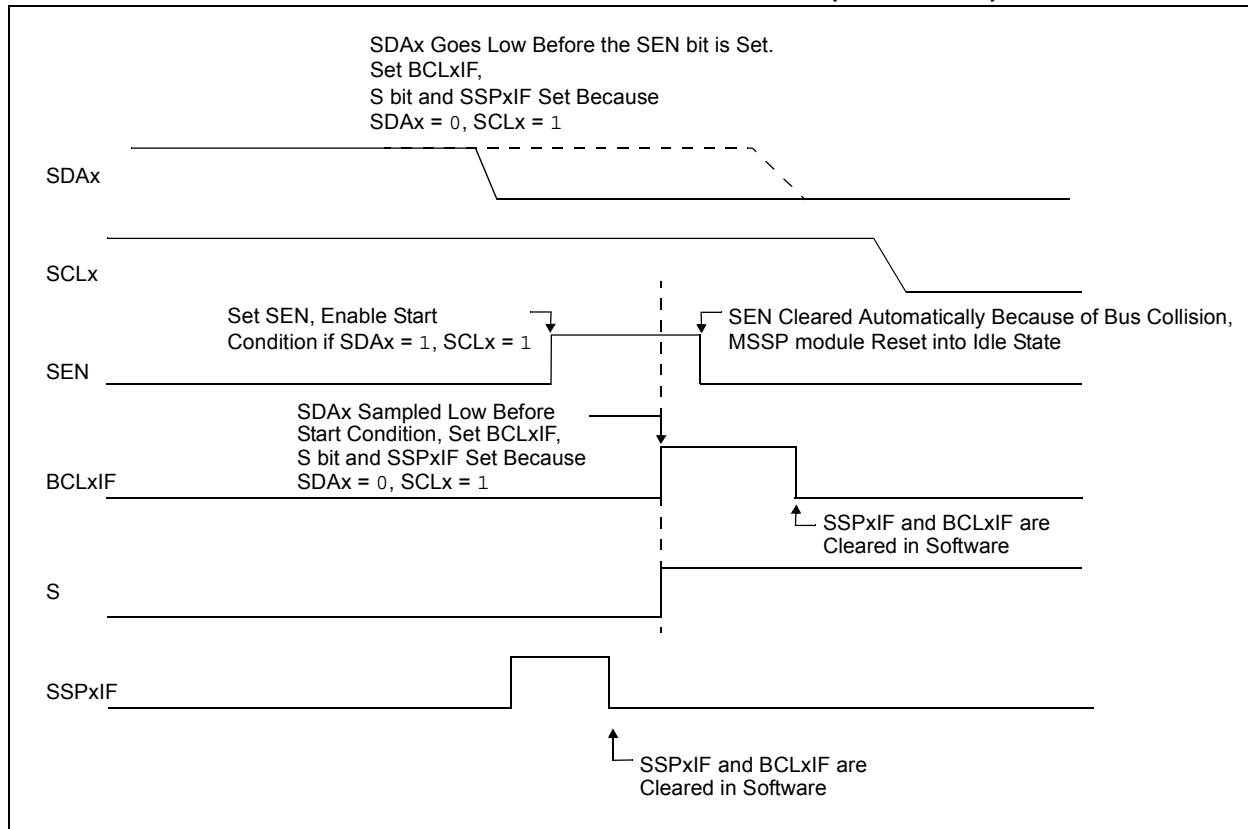 SDAx Goes Low Before the SEN bit is Set.
Set BCLxIF,
S bit and SSPxIF Set Because
SDAx = 0, SCLx = 1
SDAx
SCLx
Set SEN, Enable Start
Condition if SDAx = 1, SCLx = 1
SEN Cleared Automatically Because of Bus Collision,
MSSP module Reset into Idle State
SEN
SDAx Sampled Low Before
Start Condition, Set BCLxIF,
S bit and SSPxIF Set Because
SDAx = 0, SCLx = 1
BCLxIF
SSPxIF and BCLxIF are
Cleared in Software
S
SSPxIF
SSPxIF and BCLxIF are
Cleared in Software